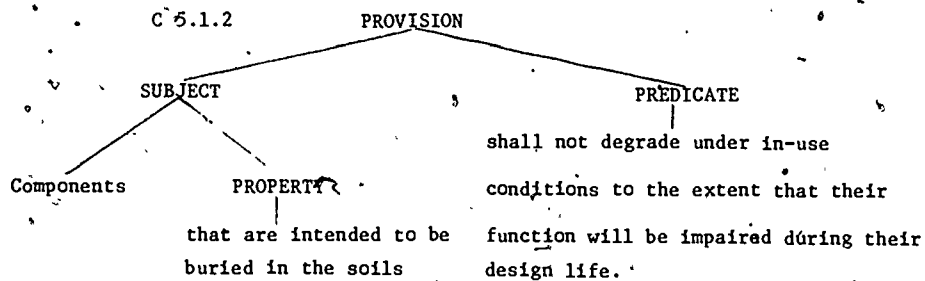 C 5.1.2 PROVISION
SUBJECT PREDICATE
shall not degrade under in-use
Components PROPERTY conditions to the extent that their
that are intended to be function will be impaired during their
buried in the soils design life.